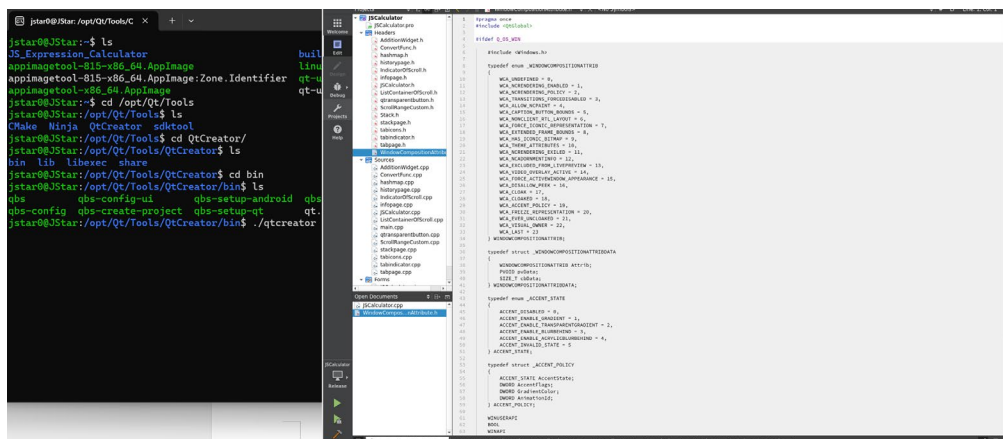 jstar0@JStar: /opt/Qt/Tools/C
jstar0@JStar:~$ ls
JS_Expression_Calculator
appimagetool-815-x86_64.AppImage
appimagetool-815-x86_64.AppImage:Zone.Identifier
appimagetool-x86_64.AppImage
jstar0@JStar:~$ cd /opt/Qt/Tools
jstar0@JStar:/opt/Qt/Tools$ ls
CMake Ninja QtCreator sdktool
jstar0@JStar:/opt/Qt/Tools$ cd QtCreator/
jstar0@JStar:/opt/Qt/Tools/QtCreator$ ls
bin lib libexec share
jstar0@JStar:/opt/Qt/Tools/QtCreator$ cd bin
jstar0@JStar:/opt/Qt/Tools/QtCreator/bin$ ls
qbs qbs-config-ui qbs-setup-android qbs
qbs-config qbs-create-project qbs-setup-qt qt.
jstar0@JStar:/opt/Qt/Tools/QtCreator/bin$ ./qtcreator
Welcome
Edit
Debug
Projects
Help
JSCalculator
Release
JSCalculator
JSCalculator.pro
Headers
AdditionWidget.h
ConvertFunc.h
hashmap.h
historypage.h
IndicatorOfScroll.h
infopage.h
JSCalculator.h
ListContainerOfScroll.h
qtransparentbutton.h
ScrollRangeCustom.h
Stack.h
stackpage.h
tabicons.h
tabindicator.h
tabpage.h
WindowCompositionAttribu
Sources
AdditionWidget.cpp
ConvertFunc.cpp
hashmap.cpp
historypage.cpp
IndicatorOfScroll.cpp
infopage.cpp
JSCalculator.cpp
ListContainerOfScroll.cpp
main.cpp
qtransparentbutton.cpp
ScrollRangeCustom.cpp
stackpage.cpp
tabicons.cpp
tabindicator.cpp
tabpage.cpp
Forms
Open Documents
JSCalculator.cpp
WindowCompos...nAttribute.h
#pragma once
#include <QtGlobal>
#ifdef Q_OS_WIN
#include <Windows.h>
typedef enum _WINDOWCOMPOSITIONATTRIB
{
WCA_UNDEFINED = 0,
WCA_NCRENDERING_ENABLED = 1,
WCA_NCRENDERING_POLICY = 2,
WCA_TRANSITIONS_FORCEDISABLED = 3,
WCA_ALLOW_NCPAINT = 4,
WCA_CAPTION_BUTTON_BOUNDS = 5,
WCA_NONCLIENT_RTL_LAYOUT = 6,
WCA_FORCE_ICONIC_REPRESENTATION = 7,
WCA_EXTENDED_FRAME_BOUNDS = 8,
WCA_HAS_ICONIC_BITMAP = 9,
WCA_THEME_ATTRIBUTES = 10,
WCA_NCRENDERING_EXILED = 11,
WCA_NCADORNMENTINFO = 12,
WCA_EXCLUDED_FROM_LIVEPREVIEW = 13,
WCA_VIDEO_OVERLAY_ACTIVE = 14,
WCA_FORCE_ACTIVEWINDOW_APPEARANCE = 15,
WCA_DISALLOW_PEEK = 16,
WCA_CLOAK = 17,
WCA_CLOAKED = 18,
WCA_ACCENT_POLICY = 19,
WCA_FREEZE_REPRESENTATION = 20,
WCA_EVER_UNCLOAKED = 21,
WCA_VISUAL_OWNER = 22,
WCA_LAST = 23
} WINDOWCOMPOSITIONATTRIB;
typedef struct _WINDOWCOMPOSITIONATTRIBDATA
{
WINDOWCOMPOSITIONATTRIB Attrib;
PVOID pvData;
SIZE_T cbData;
} WINDOWCOMPOSITIONATTRIBDATA;
typedef enum _ACCENT_STATE
{
ACCENT_DISABLED = 0,
ACCENT_ENABLE_GRADIENT = 1,
ACCENT_ENABLE_TRANSPARENTGRADIENT = 2,
ACCENT_ENABLE_BLURBEHIND = 3,
ACCENT_ENABLE_ACRYLICBLURBEHIND = 4,
ACCENT_INVALID_STATE = 5
} ACCENT_STATE;
typedef struct _ACCENT_POLICY
{
ACCENT_STATE AccentState;
DWORD AccentFlags;
DWORD GradientColor;
DWORD AnimationId;
} ACCENT_POLICY;
WINUSERAPI
BOOL
WINAPI